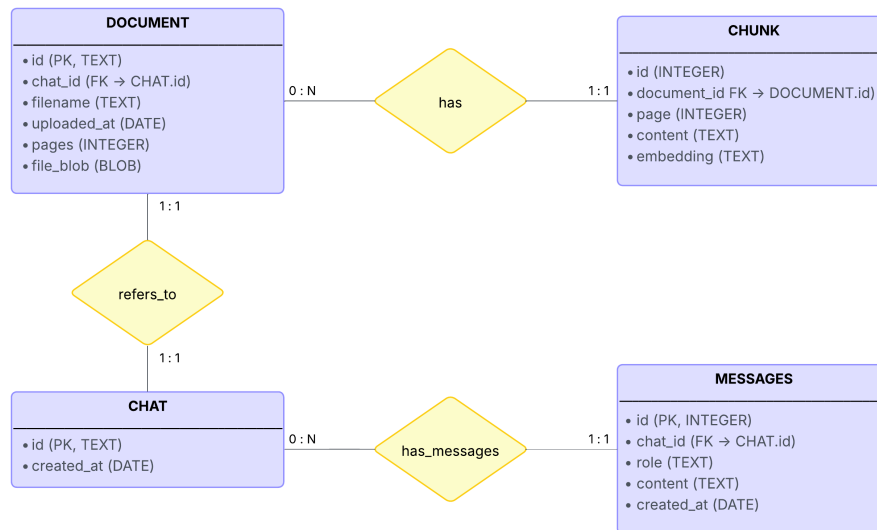 DOCUMENT
• id (PK, TEXT)
• chat_id (FK → CHAT.id)
• filename (TEXT)
• uploaded_at (DATE)
• pages (INTEGER)
• file_blob (BLOB)
0 : N
has
1 : 1
CHUNK
• id (INTEGER)
• document_id FK → DOCUMENT.id)
• page (INTEGER)
• content (TEXT)
• embedding (TEXT)
1 : 1
refers_to
1 : 1
CHAT
• id (PK, TEXT)
• created_at (DATE)
0 : N
has_messages
1 : 1
MESSAGES
• id (PK, INTEGER)
• chat_id (FK → CHAT.id)
• role (TEXT)
• content (TEXT)
• created_at (DATE)